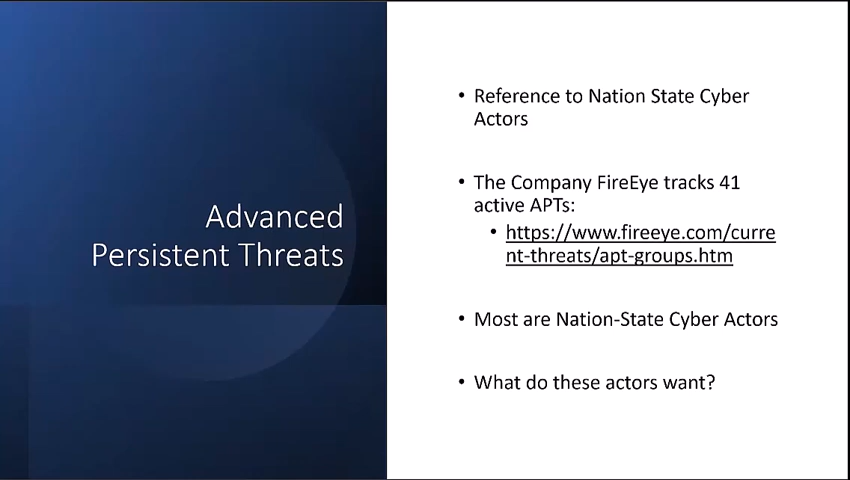 Advanced
Persistent Threats
• Reference to Nation State Cyber
Actors
• The Company FireEye tracks 41
active APTs:
• https://www.fireeye.com/curre
nt-threats/apt-groups.htm
• Most are Nation-State Cyber Actors
• What do these actors want?